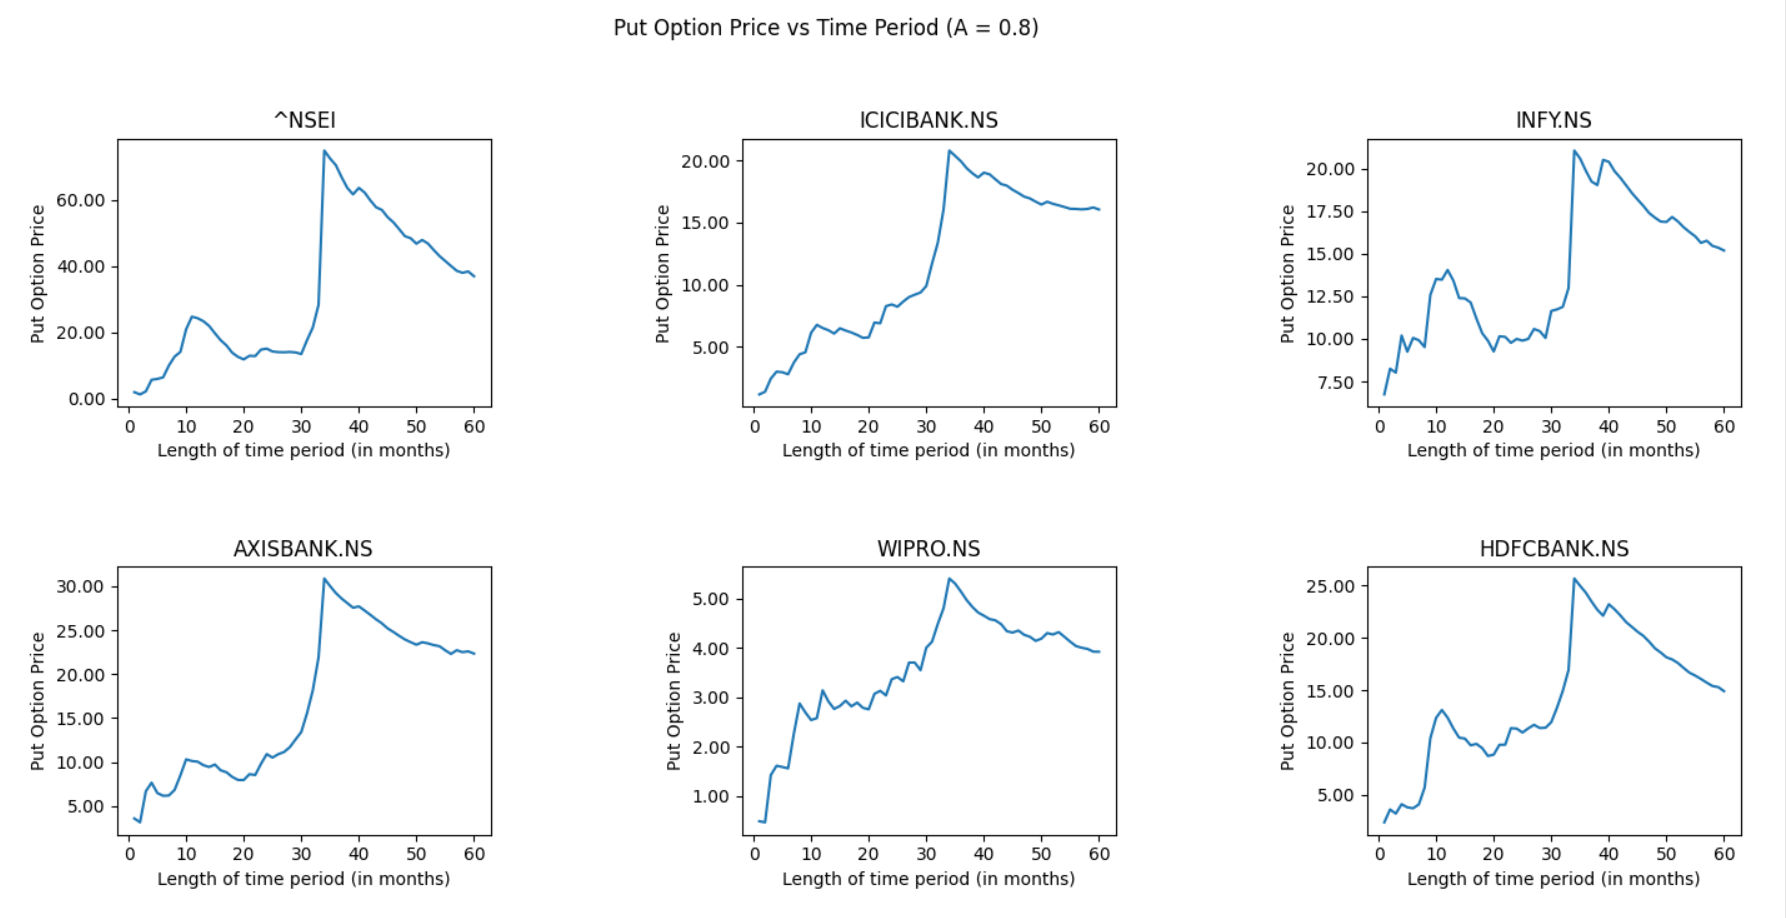 Put Option Price vs Time Period (A = 0.8)
^NSEI
Put Option Price
60.00
40.00
20.00
0.00
0 10 20 30 40 50 60
Length of time period (in months)
ICICIBANK.NS
Put Option Price
20.00
15.00
10.00
5.00
0 10 20 30 40 50 60
Length of time period (in months)
INFY.NS
Put Option Price
20.00
17.50
15.00
12.50
10.00
7.50
0 10 20 30 40 50 60
Length of time period (in months)
AXISBANK.NS
Put Option Price
30.00
25.00
20.00
15.00
10.00
5.00
0 10 20 30 40 50 60
Length of time period (in months)
WIPRO.NS
Put Option Price
5.00
4.00
3.00
2.00
1.00
0 10 20 30 40 50 60
Length of time period (in months)
HDFCBANK.NS
Put Option Price
25.00
20.00
15.00
10.00
5.00
0 10 20 30 40 50 60
Length of time period (in months)